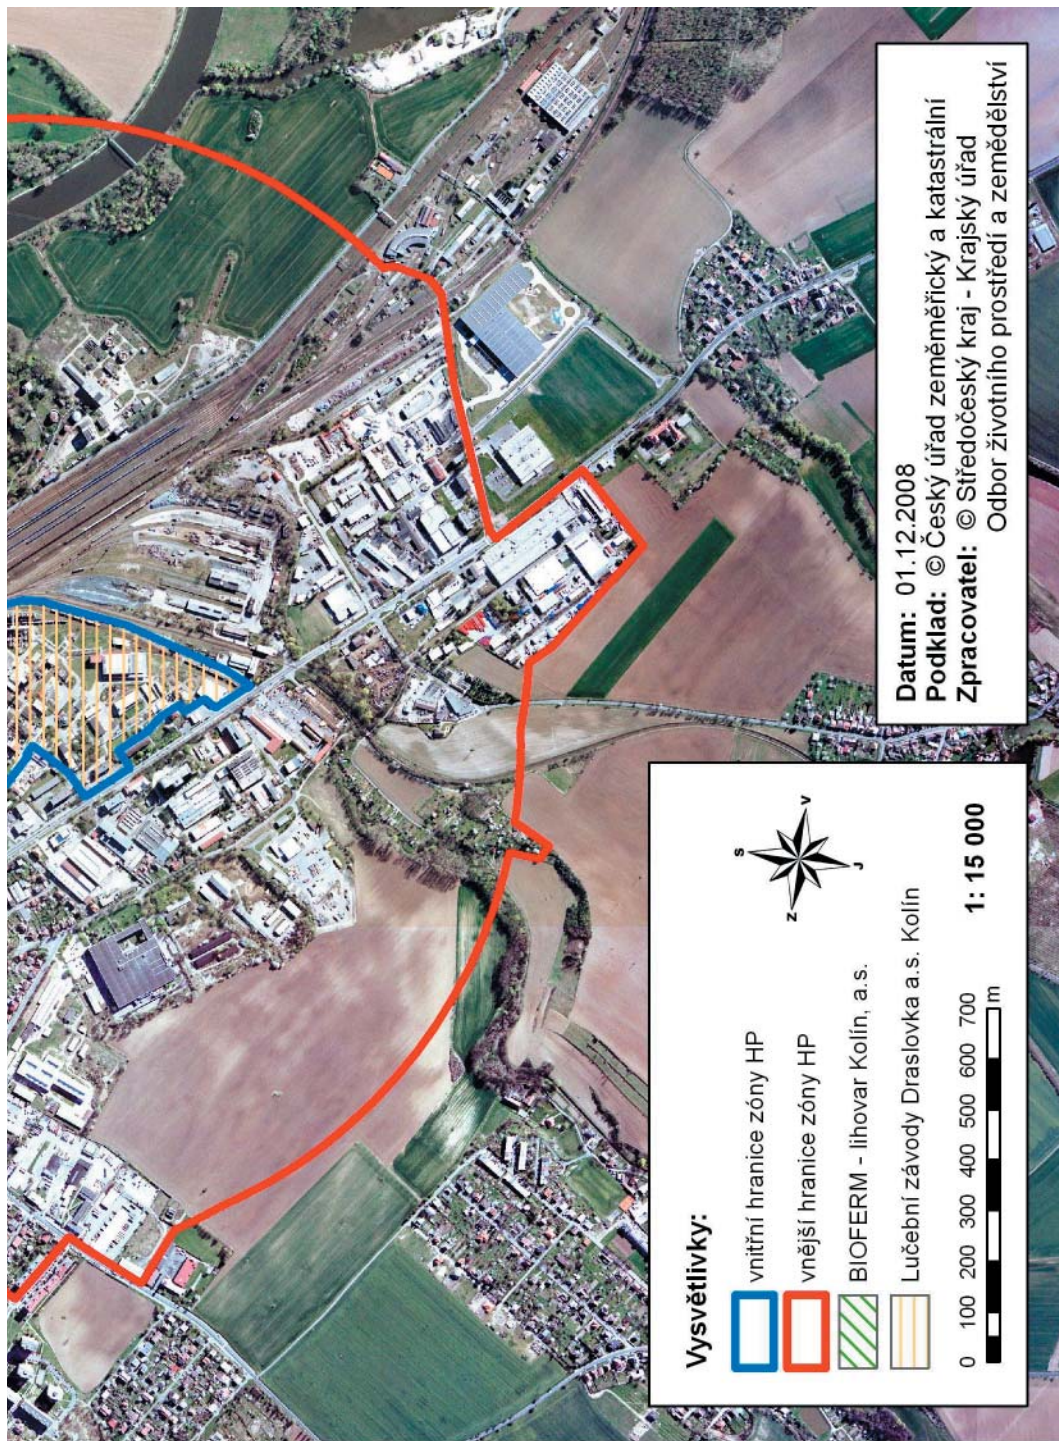 Datum: 01.12.2008
Podklad: © Český úřad zeměměřický a katastrální
Zpracovatel: © Středočeský kraj - Krajský úřad
Odbor životního prostředí a zemědělství
Vysvětlivky:
vnitřní hranice zóny HP
vnější hranice zóny HP
BIOFERM - lihovar Kolín, a.s.
Lučební závody Draslovka a.s. Kolín
S
Z
V
J
0 100 200 300 400 500 600 700
m
1: 15 000